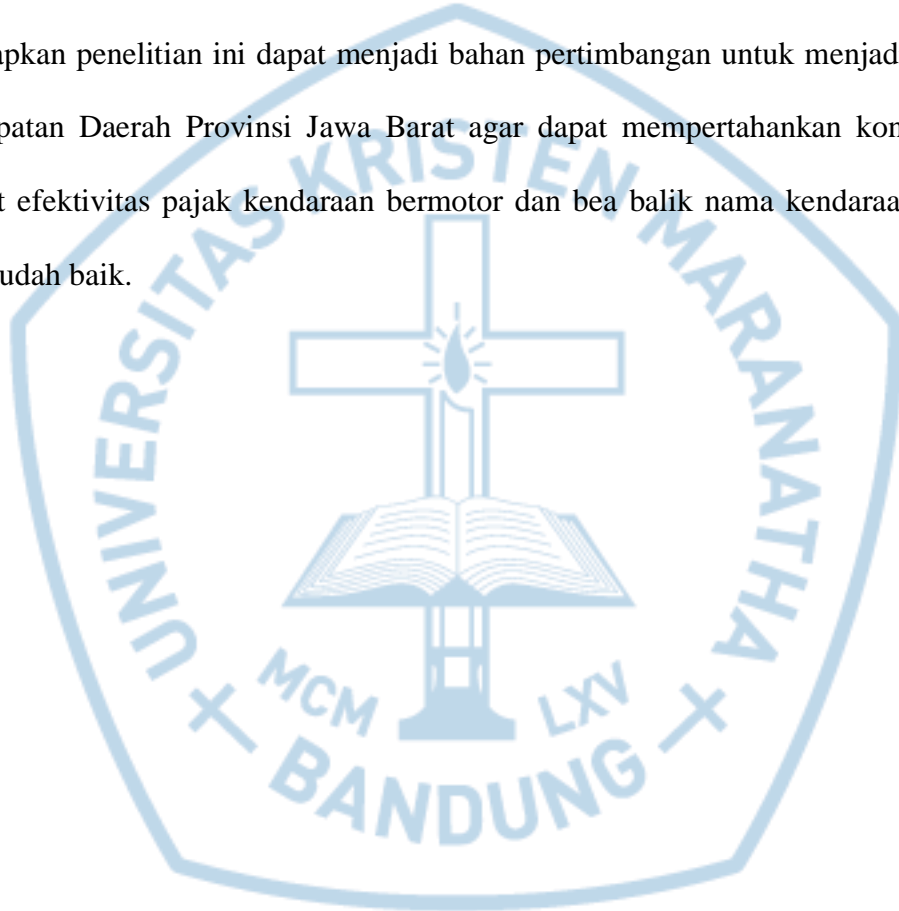 apkan penelitian ini dapat menjadi bahan pertimbangan untuk menjad
patan Daerah Provinsi Jawa Barat agar dapat mempertahankan kon
t efektivitas pajak kendaraan bermotor dan bea balik nama kendaraa
udah baik.
UNIVERSITAS KRISTEN MARANATHA
MCM LXV
BANDUNG